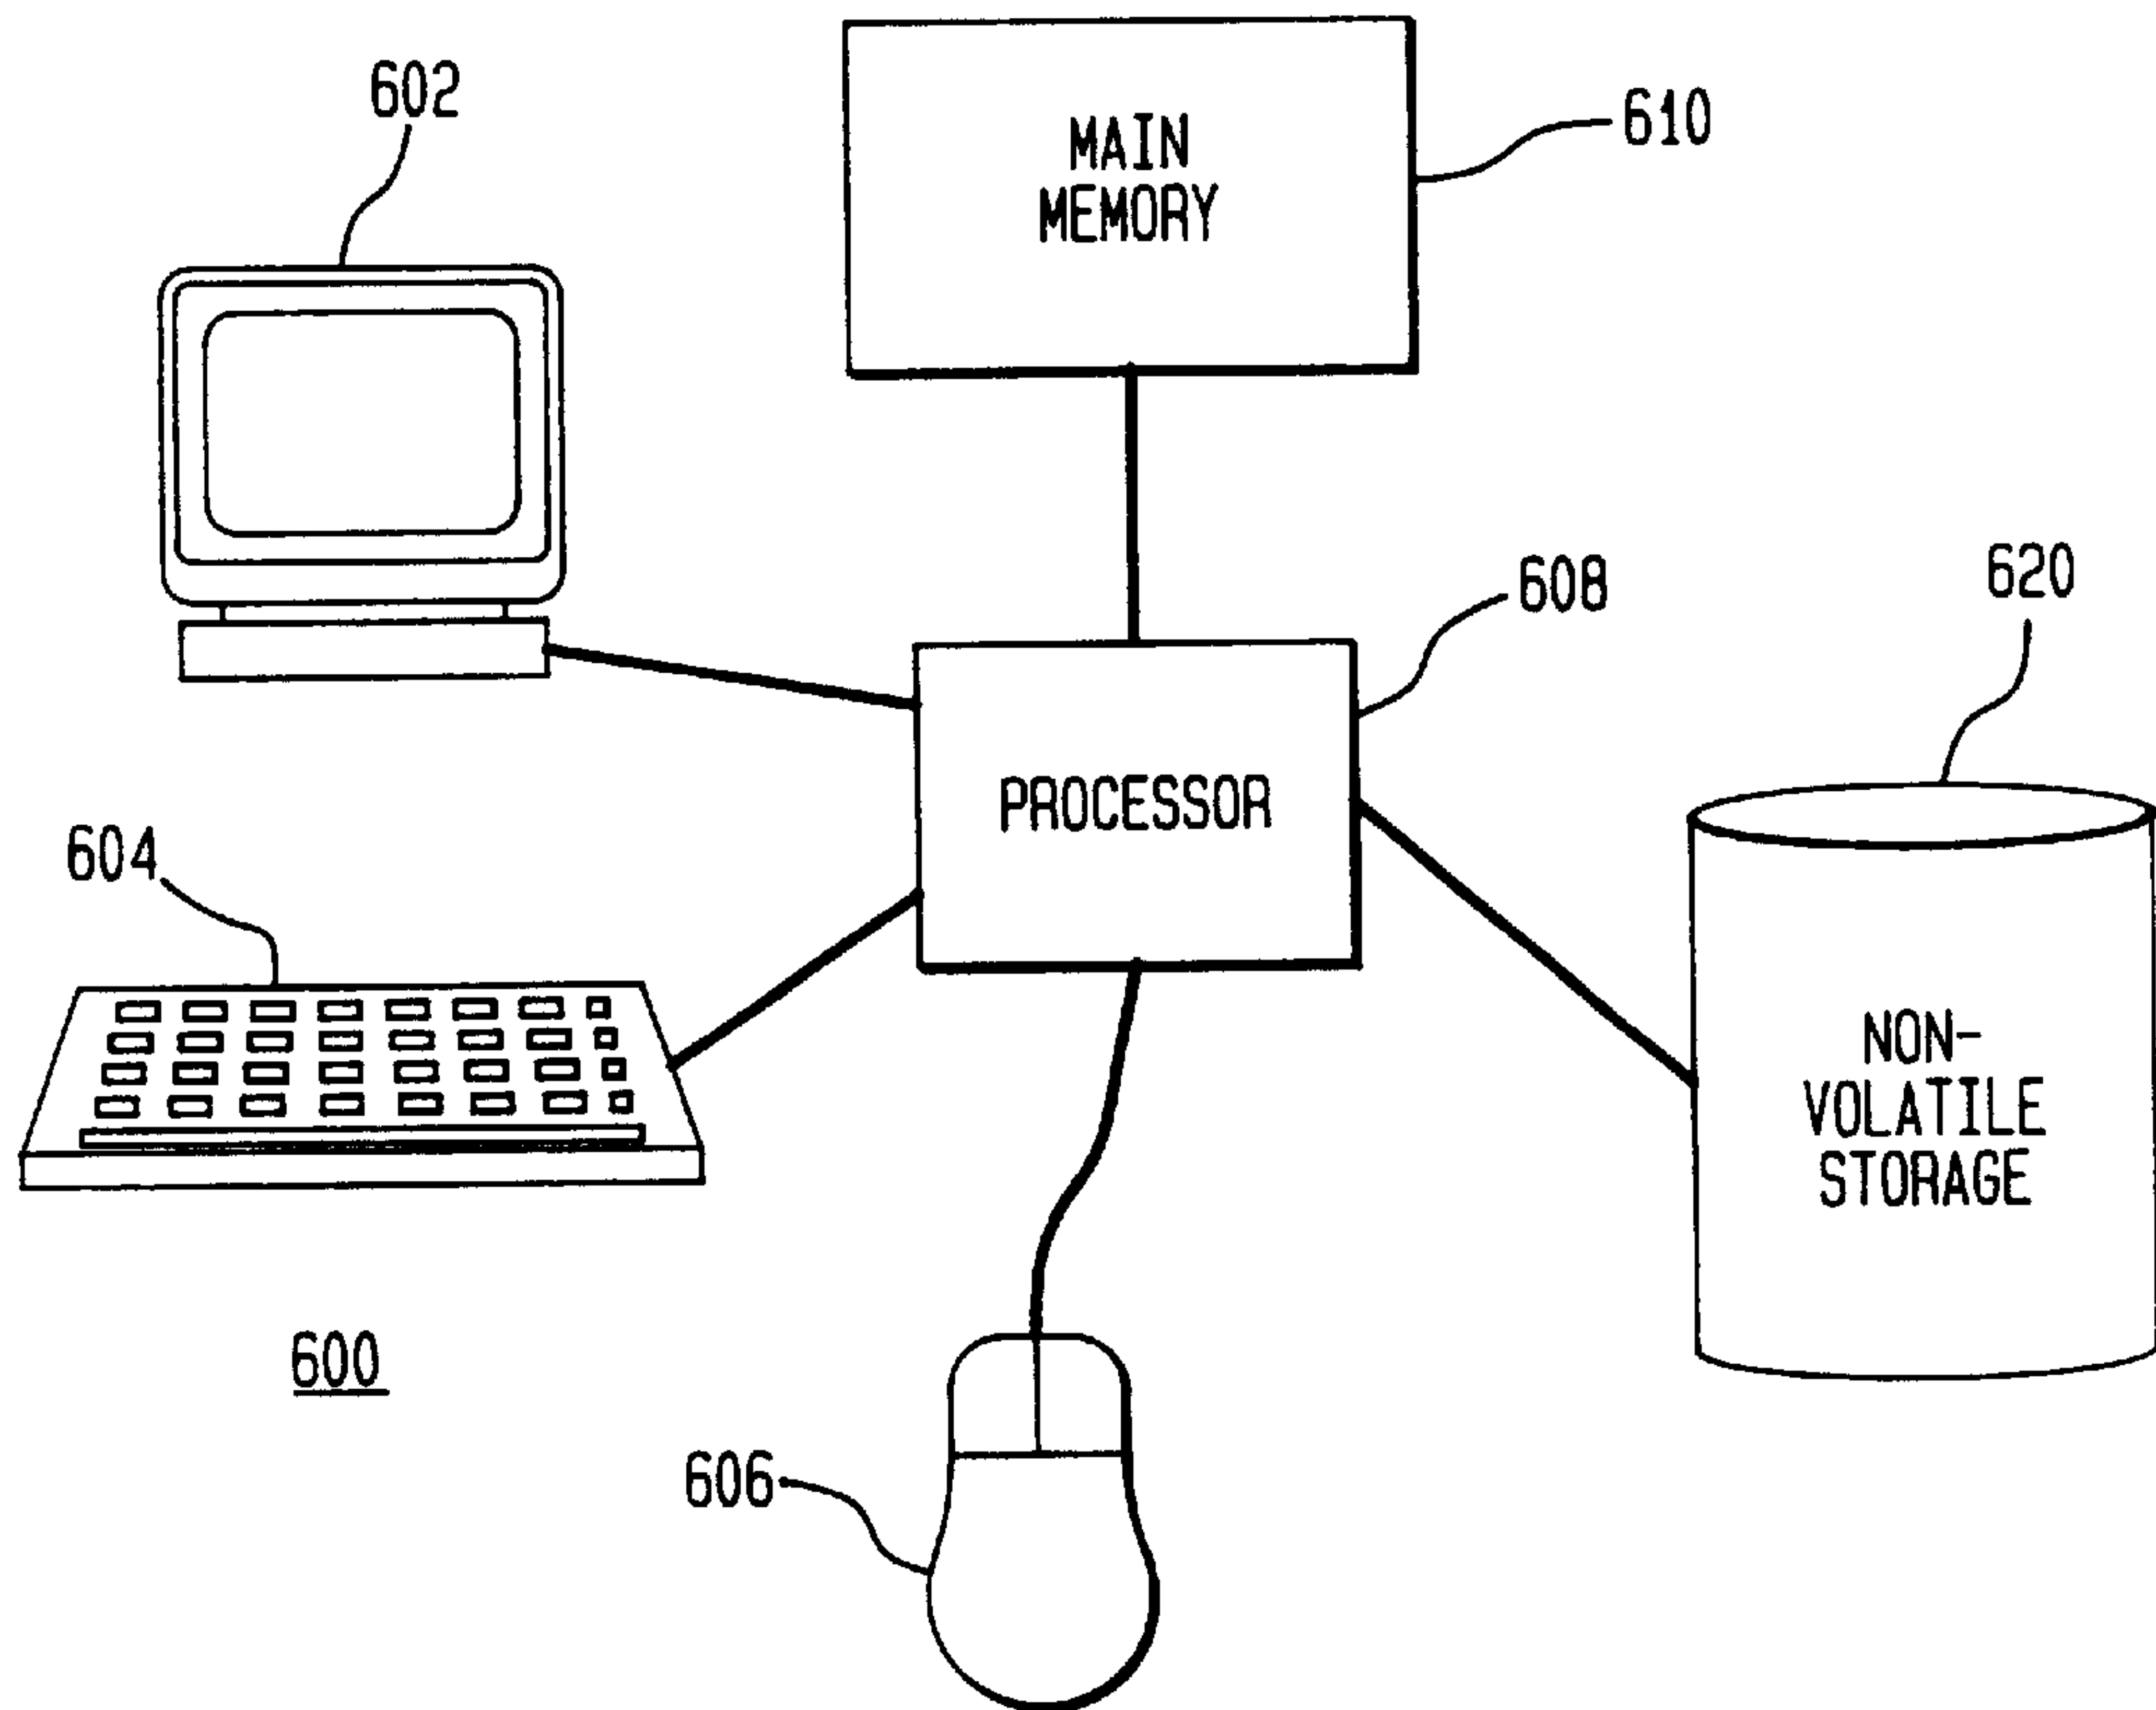 602
MAIN
MEMORY
610
608
620
PROCESSOR
604
NON-
VOLATILE
STORAGE
600
606